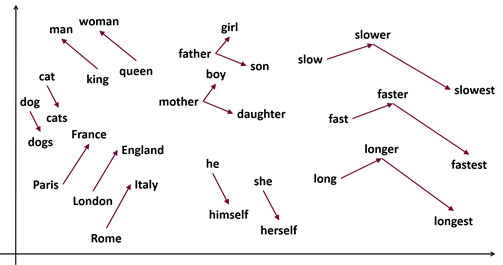 man
woman
king
queen
cat
dog
cats
dogs
France
England
Italy
Paris
London
Rome
girl
father
son
boy
mother
daughter
he
himself
she
herself
slower
slow
slowest
faster
fast
fastest
longer
long
longest